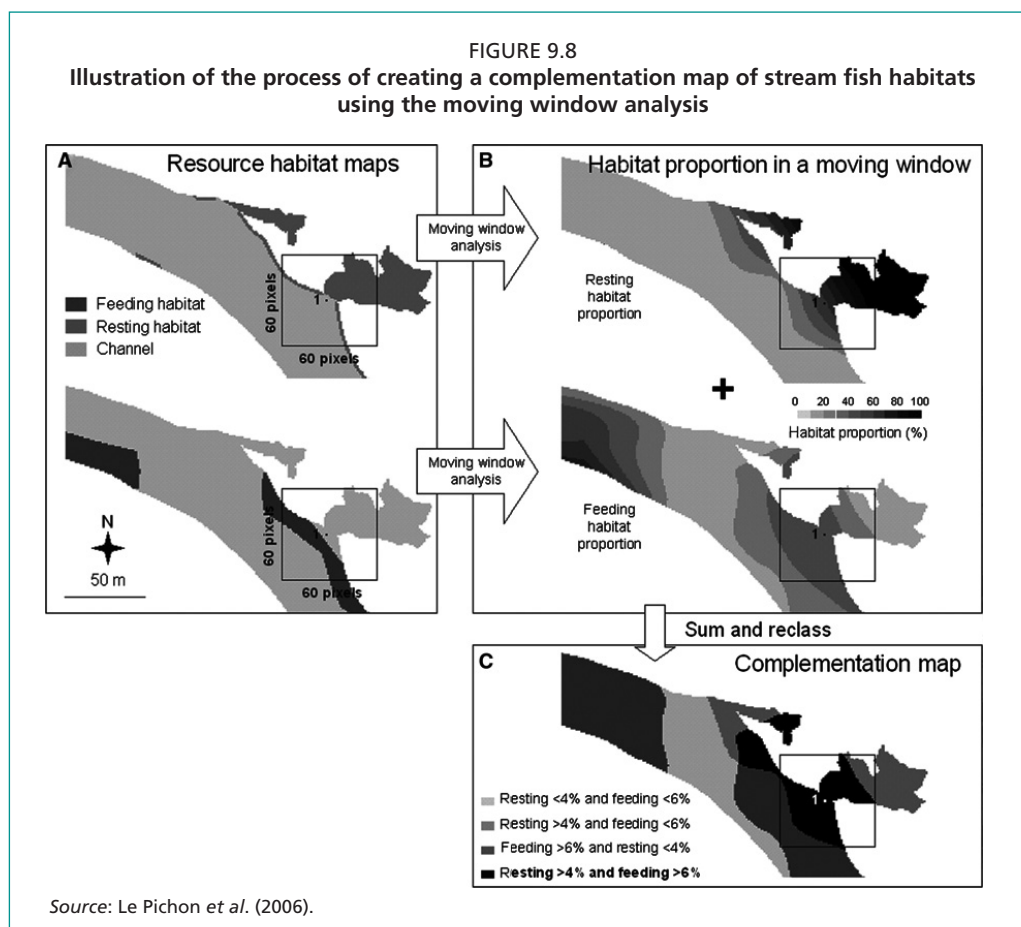 FIGURE 9.8
Illustration of the process of creating a complementation map of stream fish habitats
using the moving window analysis
A
Resource habitat maps
60 pixels
1
60 pixels
Feeding habitat
Resting habitat
Channel
60 pixels
1
60 pixels
N
50 m
Moving window
analysis
Moving window
analysis
B
Habitat proportion in a moving window
Resting
habitat
proportion
1
+
0 20 40 60 80 100
Habitat proportion (%)
Feeding
habitat
proportion
1
Sum and reclass
C
Complementation map
1
Resting <4% and feeding <6%
Resting >4% and feeding <6%
Feeding >6% and resting <4%
Resting >4% and feeding >6%
Source: Le Pichon et al. (2006).